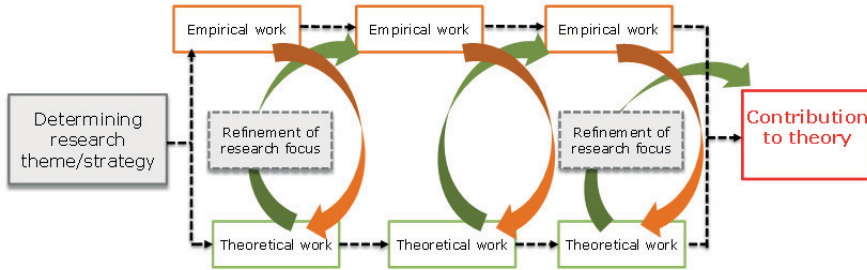 Empirical work
Empirical work
Empirical work
Determining
research
theme/strategy
Refinement of
research focus
Refinement of
research focus
Contribution
to theory
Theoretical work
Theoretical work
Theoretical work